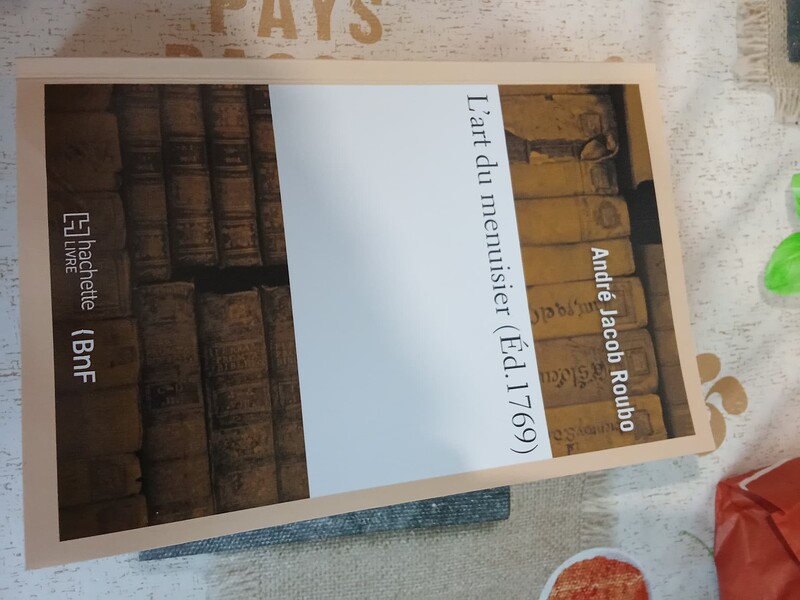 PAYS
André Jacob Roubo
L'art du menuisier (Éd.1769)
hachette
LIVRE
{BnF